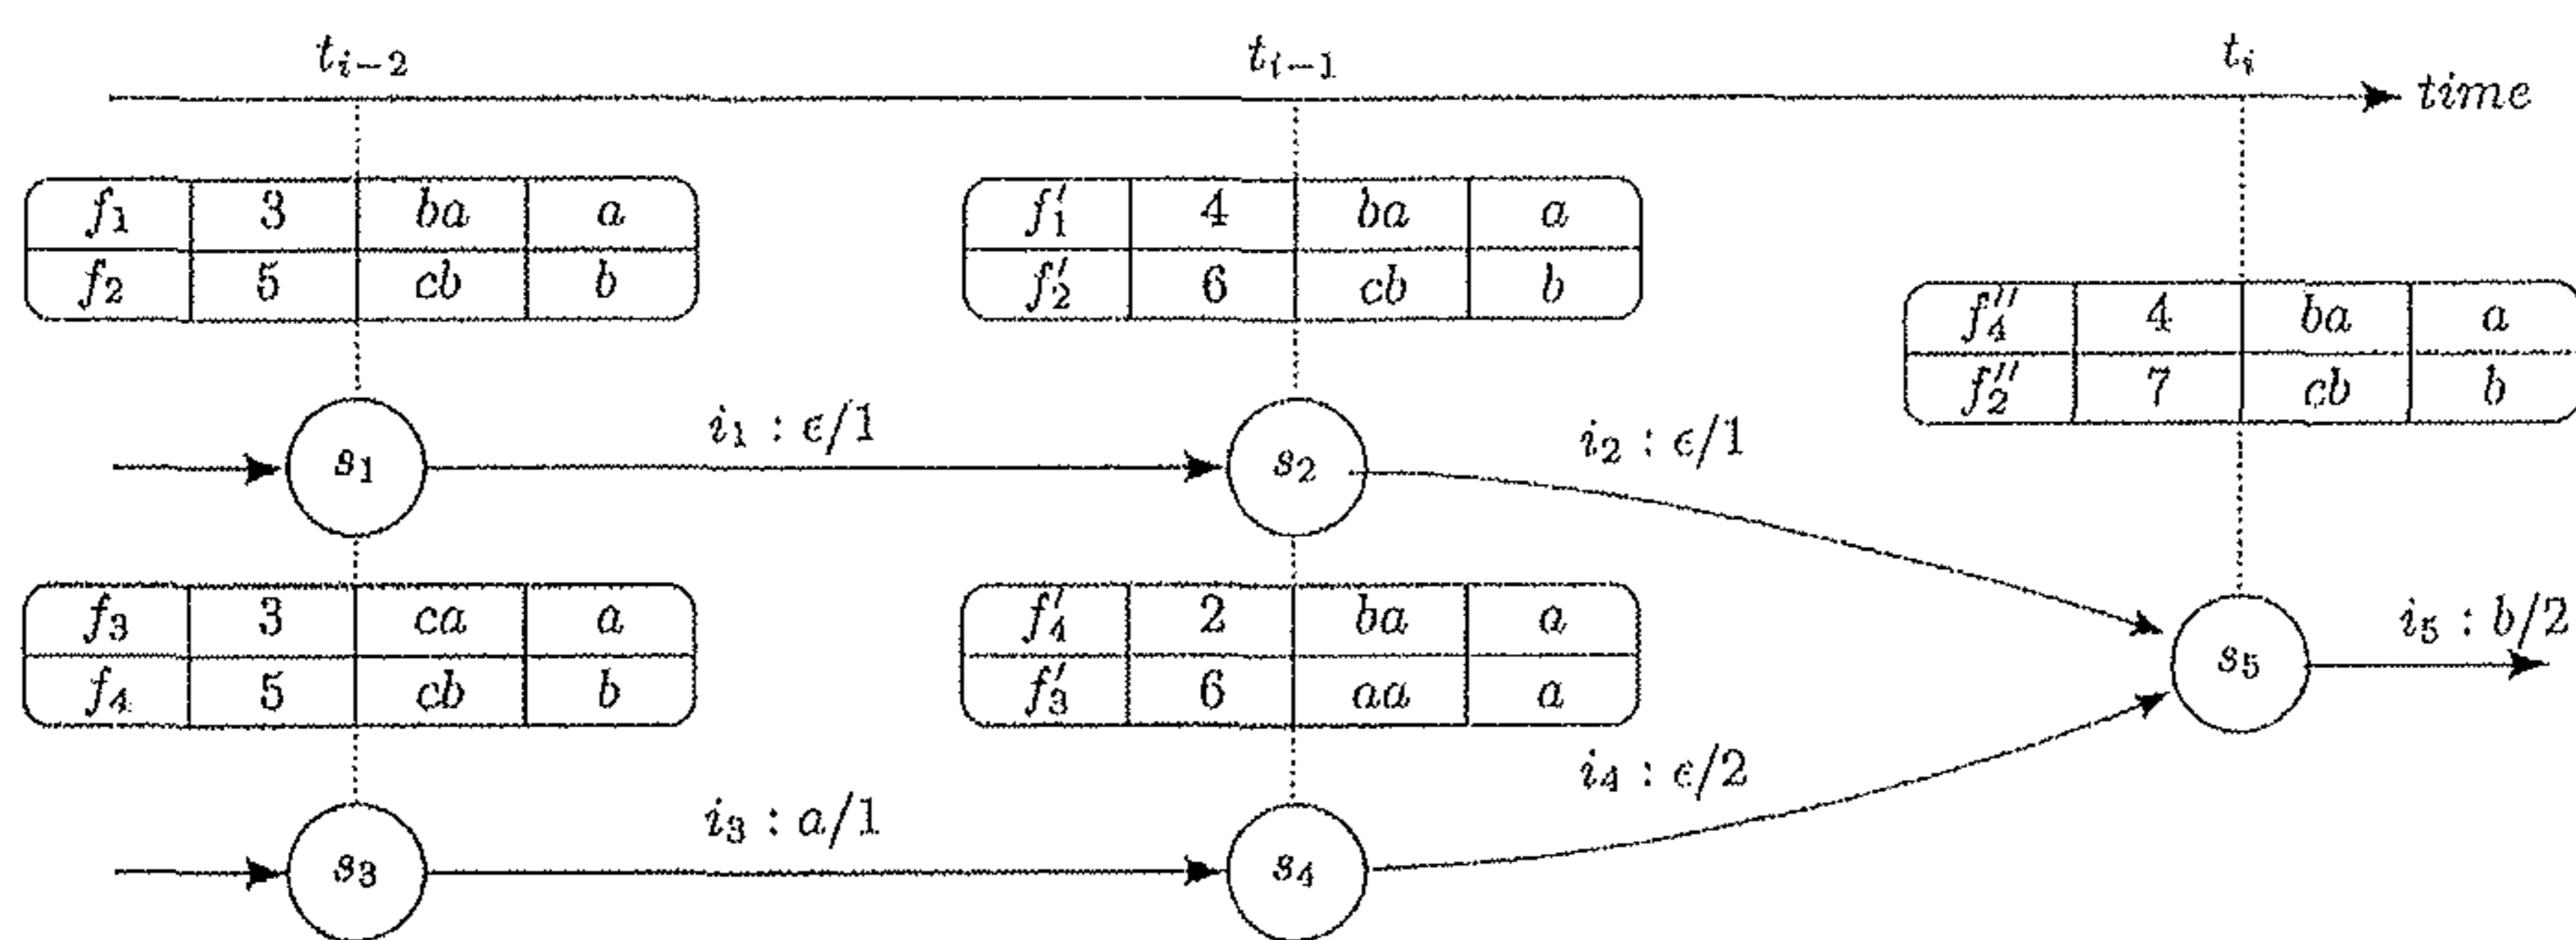 t_{i-2} t_{i-1} t_i
time
f_1 3 ba a
f_2 5 cb b
f'_1 4 ba a
f'_2 6 cb b
f''_4 4 ba a
f''_2 7 cb b
i_1 : ϵ/1
i_2 : ϵ/1
s_1
s_2
f_3 3 ca a
f_4 5 cb b
f'_4 2 ba a
f'_3 6 aa a
s_5
i_5 : b/2
i_3 : a/1
i_4 : ϵ/2
s_3
s_4